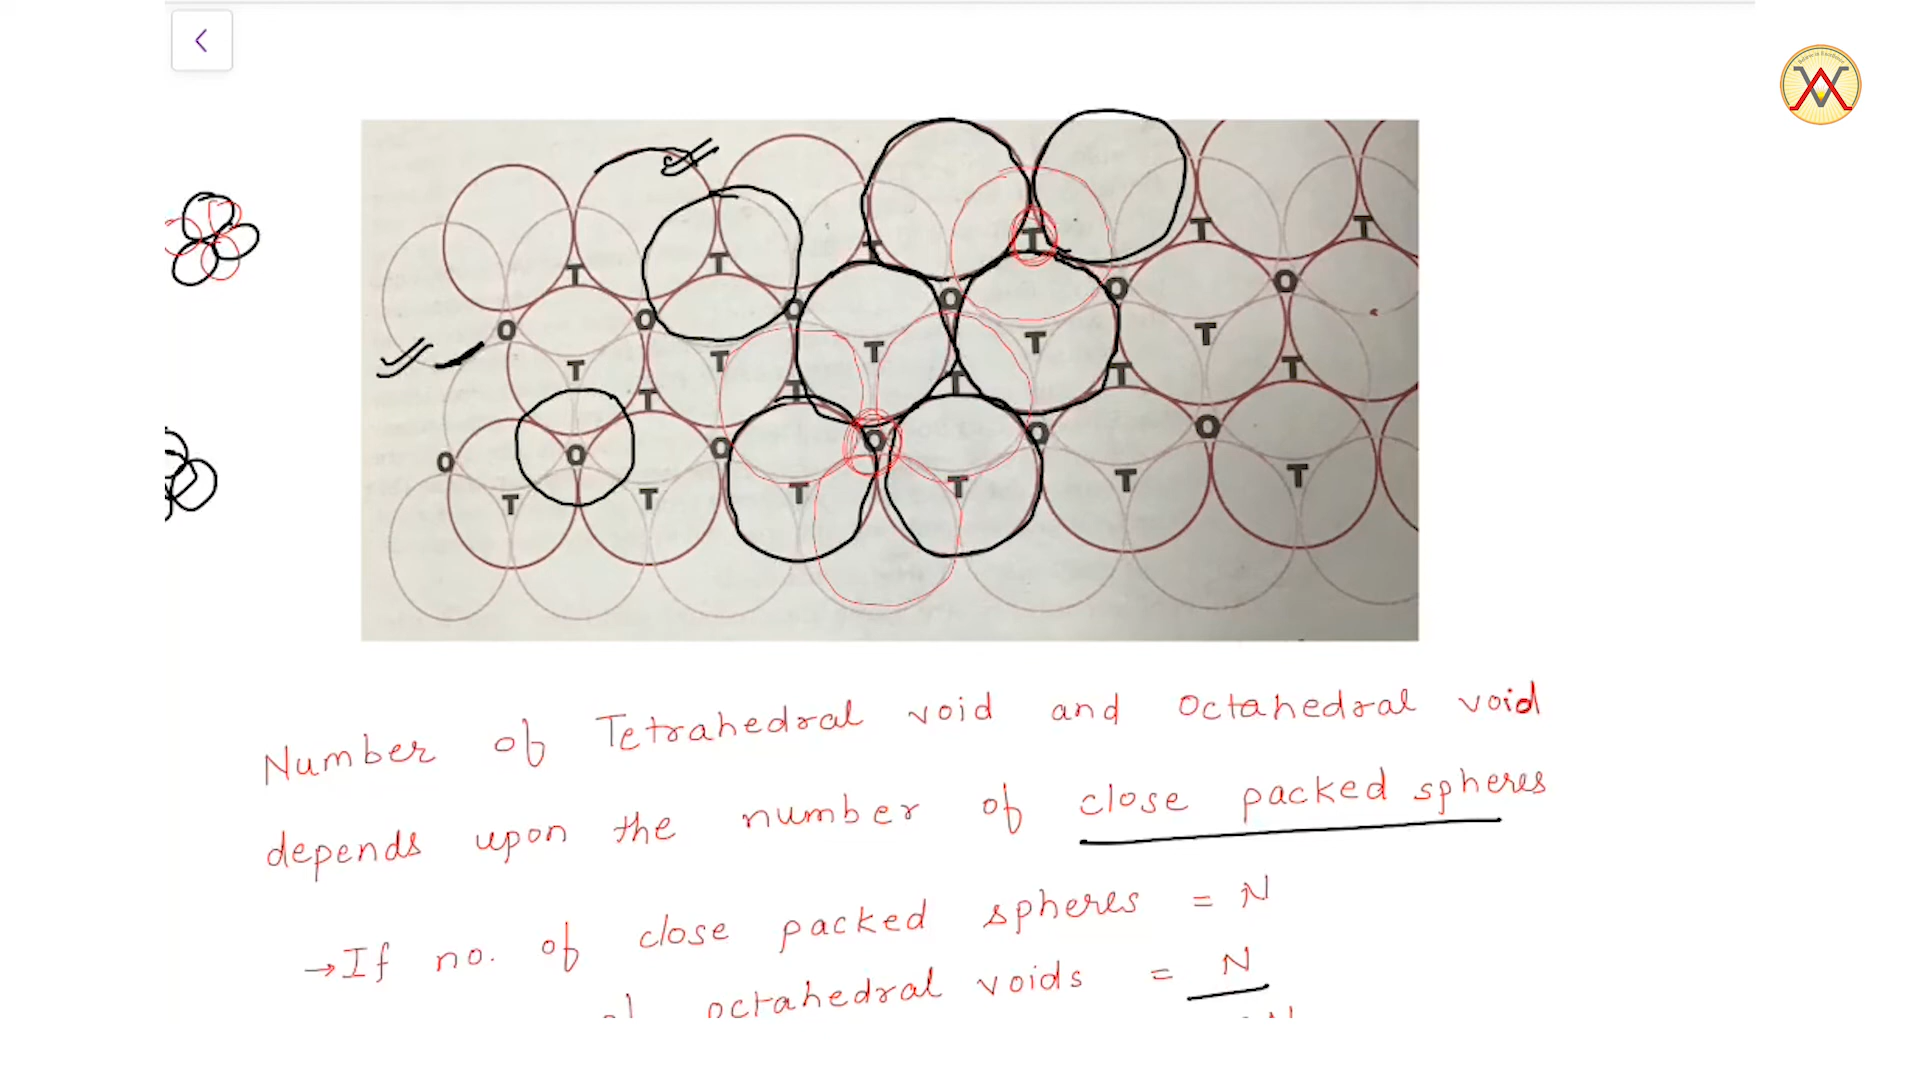 T T T T T T
O O O O O O
T T T T T T
T T T T T
O O O O O O
T T T T T T
Number of Tetrahedral void and Octahedral void
depends upon the number of close packed spheres
→ If no. of close packed spheres = N
octahedral voids = N